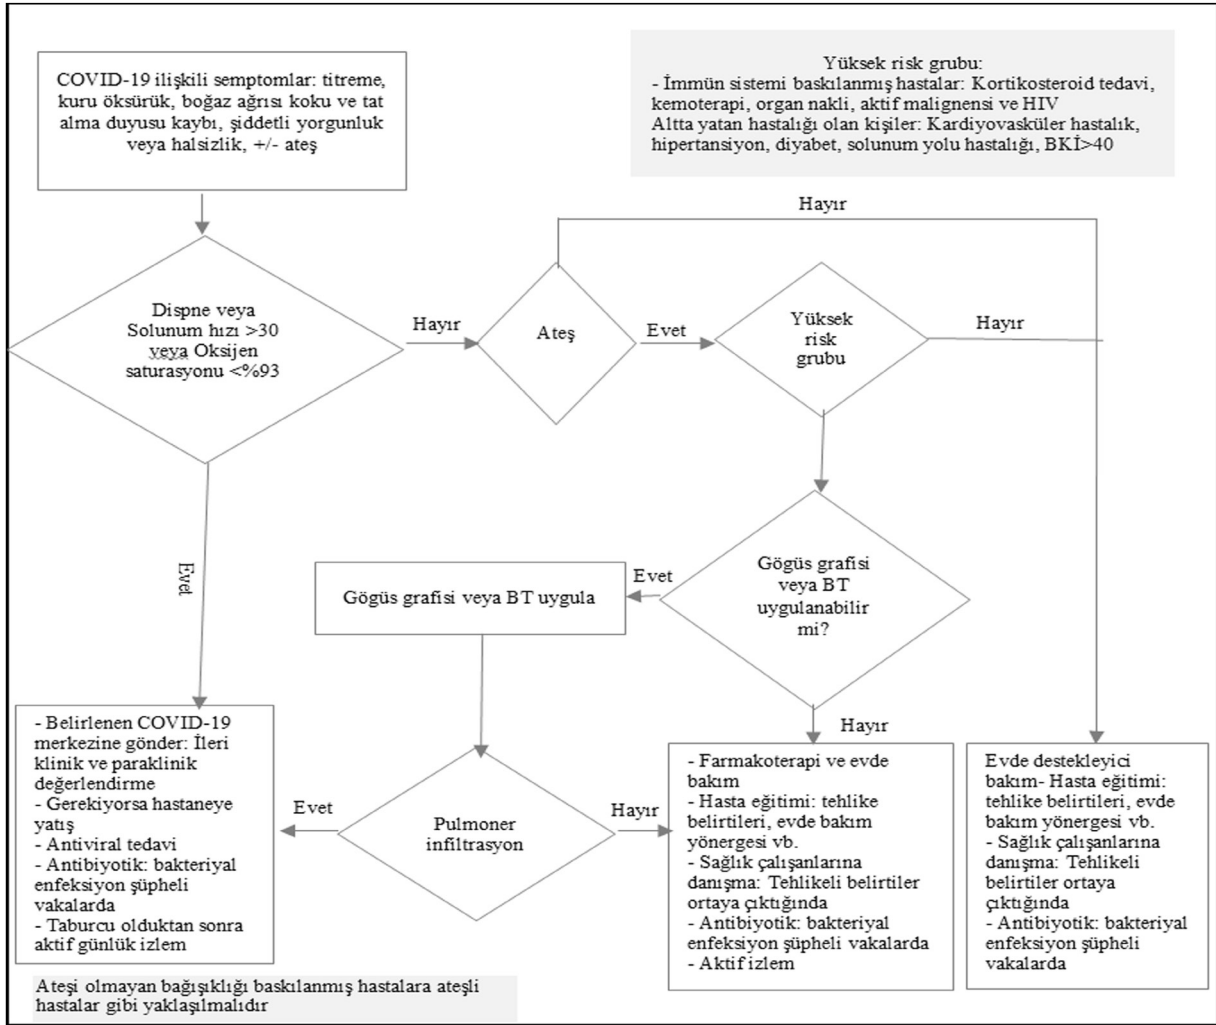 COVID-19 ilişkili semptomlar: titreme,
kuru öksürük, boğaz ağrısı koku ve tat
alma duyusu kaybı, şiddetli yorgunluk
veya halsizlik, +/- ateş
Yüksek risk grubu:
- İmmün sistemi baskılanmış hastalar: Kortikosteroid tedavi,
kemoterapi, organ nakli, aktif malignensi ve HIV
Altta yatan hastalığı olan kişiler: Kardiyovasküler hastalık,
hipertansiyon, diyabet, solunum yolu hastalığı, BKİ>40
Hayır
Dispne veya
Solunum hızı >30
veya Oksijen
saturasyonu <%93
Hayır
Ateş
Evet
Yüksek
risk
grubu
Hayır
Evet
Gögüs grafisi
veya BT
uygulanabilir
mi?
Evet
Gögüs grafisi veya BT uygula
Hayır
- Belirlenen COVID-19
merkezine gönder: İleri
klinik ve paraklinik
değerlendirme
- Gerekiyorsa hastaneye
yatış
- Antiviral tedavi
- Antibiyotik: bakteriyal
enfeksiyon şüpheli
vakalarda
- Taburcu olduktan sonra
aktif günlük izlem
Evet
Pulmoner
infiltrasyon
Hayır
- Farmakoterapi ve evde
bakım
- Hasta eğitimi: tehlike
belirtileri, evde bakım
yönergesi vb.
- Sağlık çalışanlarına
danışma: Tehlikeli belirtiler
ortaya çıktığında
- Antibiyotik: bakteriyal
enfeksiyon şüpheli vakalarda
- Aktif izlem
Evde destekleyici
bakım- Hasta eğitimi:
tehlike belirtileri, evde
bakım yönergesi vb.
- Sağlık çalışanlarına
danışma: Tehlikeli
belirtiler ortaya
çıktığında
- Antibiyotik: bakteriyal
enfeksiyon şüpheli
vakalarda
Ateşi olmayan bağışıklığı baskılanmış hastalara ateşli
hastalar gibi yaklaşılmalıdır